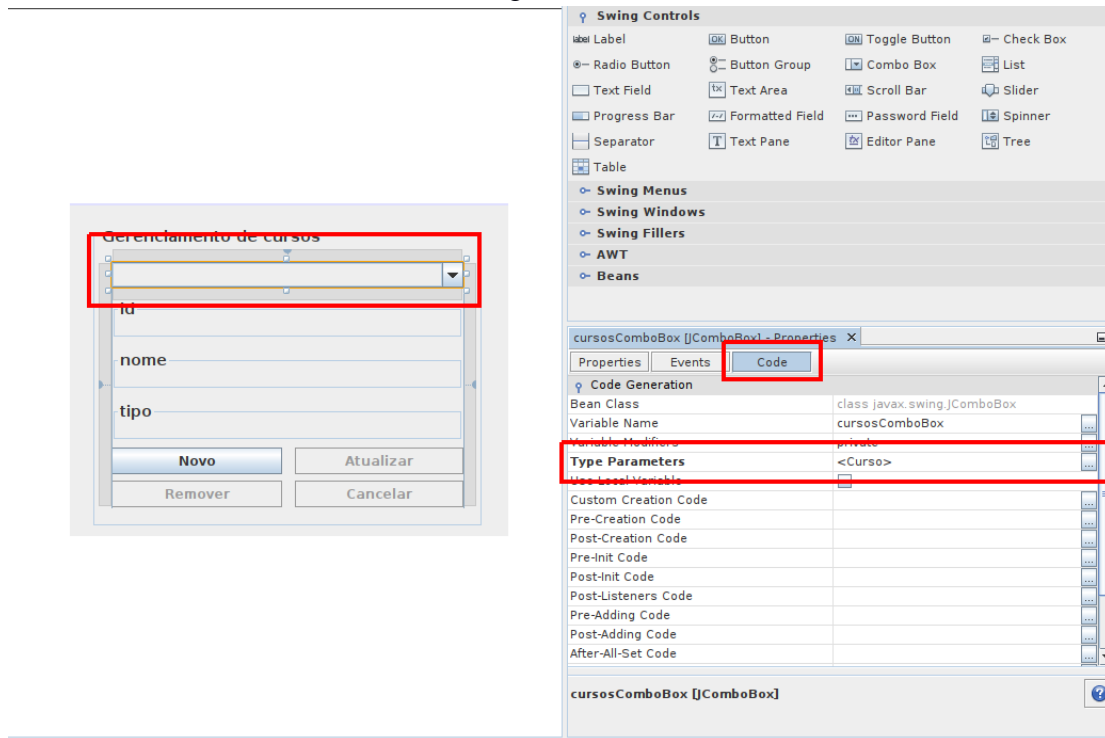 Swing Controls
label Label OK Button ON Toggle Button Check Box
Radio Button Button Group Combo Box List
Text Field Text Area Scroll Bar Slider
Progress Bar Formatted Field Password Field Spinner
Separator T Text Pane Editor Pane Tree
Table
Swing Menus
Swing Windows
Swing Fillers
AWT
Beans
Gerenciamento de cursos
id
nome
tipo
Novo Atualizar
Remover Cancelar
cursosComboBox [JComboBox] - Properties X
Properties Events Code
Code Generation
Bean Class class javax.swing.JComboBox
Variable Name cursosComboBox ...
Variable Modifiers private
Type Parameters <Curso> ...
Use Local Variable
Custom Creation Code ...
Pre-Creation Code ...
Post-Creation Code ...
Pre-Init Code ...
Post-Init Code ...
Post-Listeners Code ...
Pre-Adding Code ...
Post-Adding Code ...
After-All-Set Code ...
cursosComboBox [JComboBox] ?